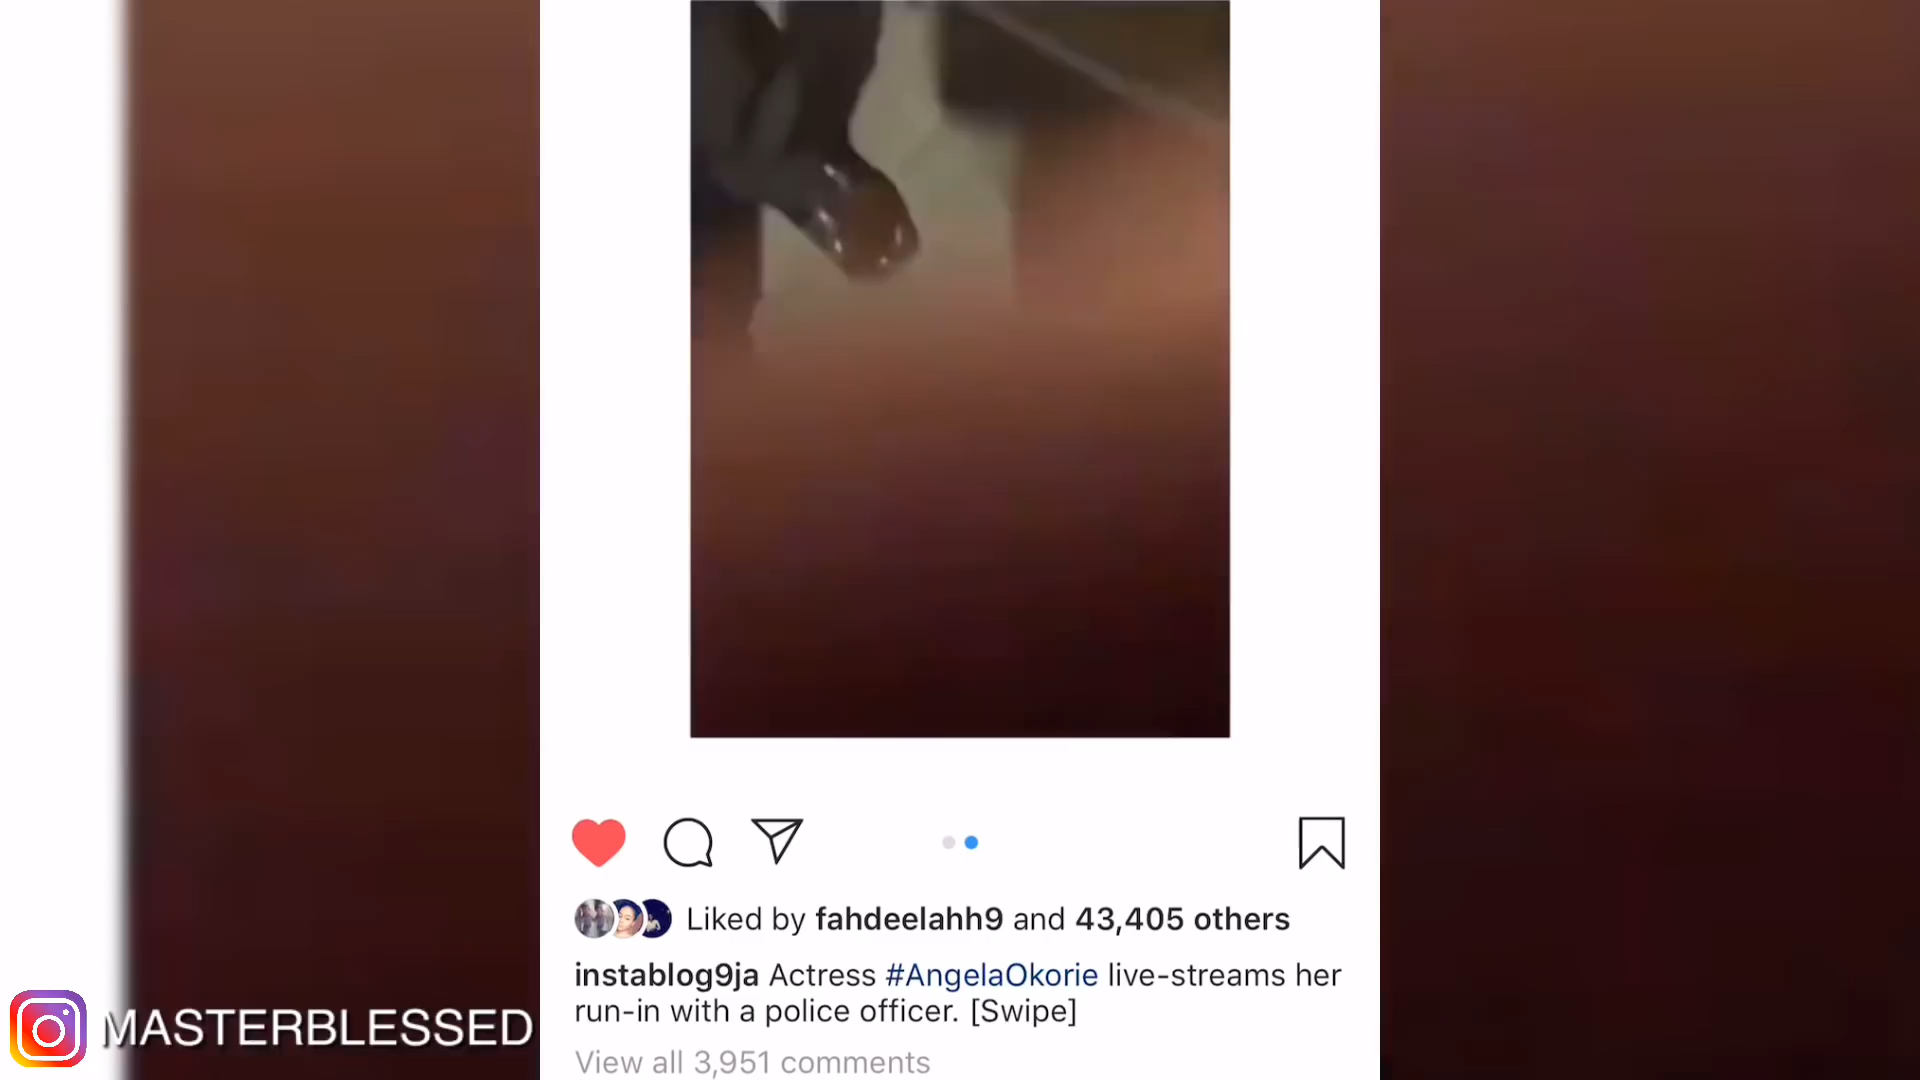 Liked by fahdeelahh9 and 43,405 others
instablog9ja Actress #AngelaOkorie live-streams her
run-in with a police officer. [Swipe]
View all 3,951 comments
MASTERBLESSED